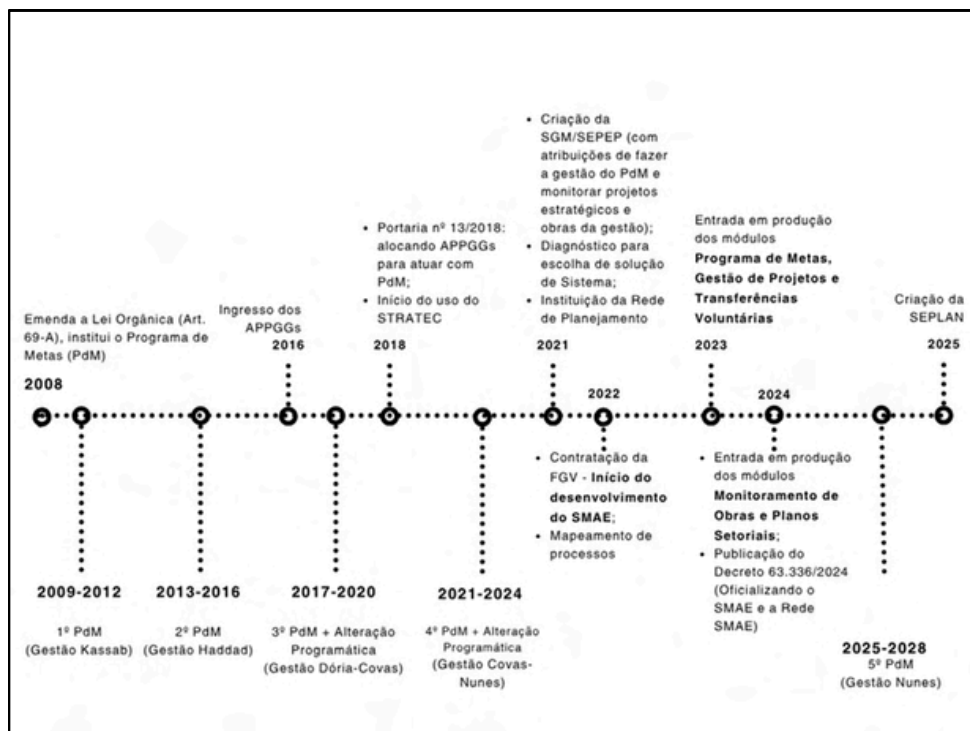 Emenda a Lei Orgânica (Art.
69-A), institui o Programa de
Metas (PdM)
2008
2009-2012
1º PdM
(Gestão Kassab)
2013-2016
2º PdM
(Gestão Haddad)
Ingresso dos
APPGGs
2016
2017-2020
3º PdM + Alteração
Programática
(Gestão Dória-Covas)
• Portaria nº 13/2018:
alocando APPGGs
para atuar com
PdM;
• Início do uso do
STRATEC
2018
2021-2024
4º PdM + Alteração
Programática
(Gestão Covas-
Nunes)
• Criação da
SGM/SEPEP (com
atribuições de fazer
a gestão do PdM e
monitorar projetos
estratégicos e
obras da gestão);
• Diagnóstico para
escolha de solução
de Sistema;
• Instituição da Rede
de Planejamento
2021
2022
• Contratação da
FGV - Início do
desenvolvimento
do SMAE;
• Mapeamento de
processos
Entrada em produção
dos módulos
Programa de Metas,
Gestão de Projetos e
Transferências
Voluntárias
2023
2024
• Entrada em produção
dos módulos
Monitoramento de
Obras e Planos
Setoriais;
• Publicação do
Decreto 63.336/2024
(Oficializando o
SMAE e a Rede
SMAE)
2025-2028
5º PdM
(Gestão Nunes)
Criação da
SEPLAN
2025